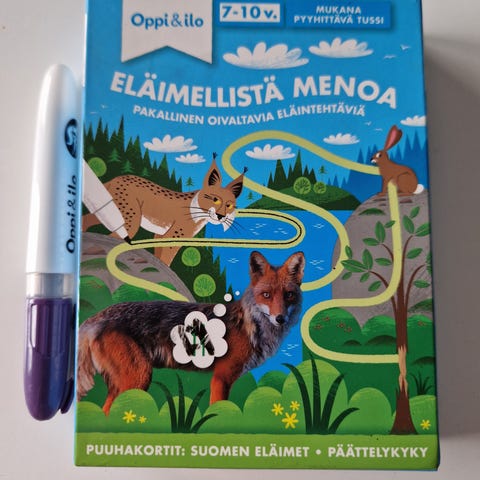 Oppi&ilo
7-10 v.
MUKANA
PYYHITTÄVÄ TUSSI
ELÄIMELLISTÄ MENOA
PAKALLINEN OIVALTAVIA ELÄINTEHTÄVIÄ
Oppi&ilo
PUUHAKORTIT: SUOMEN ELÄIMET • PÄÄTTELYKYKY